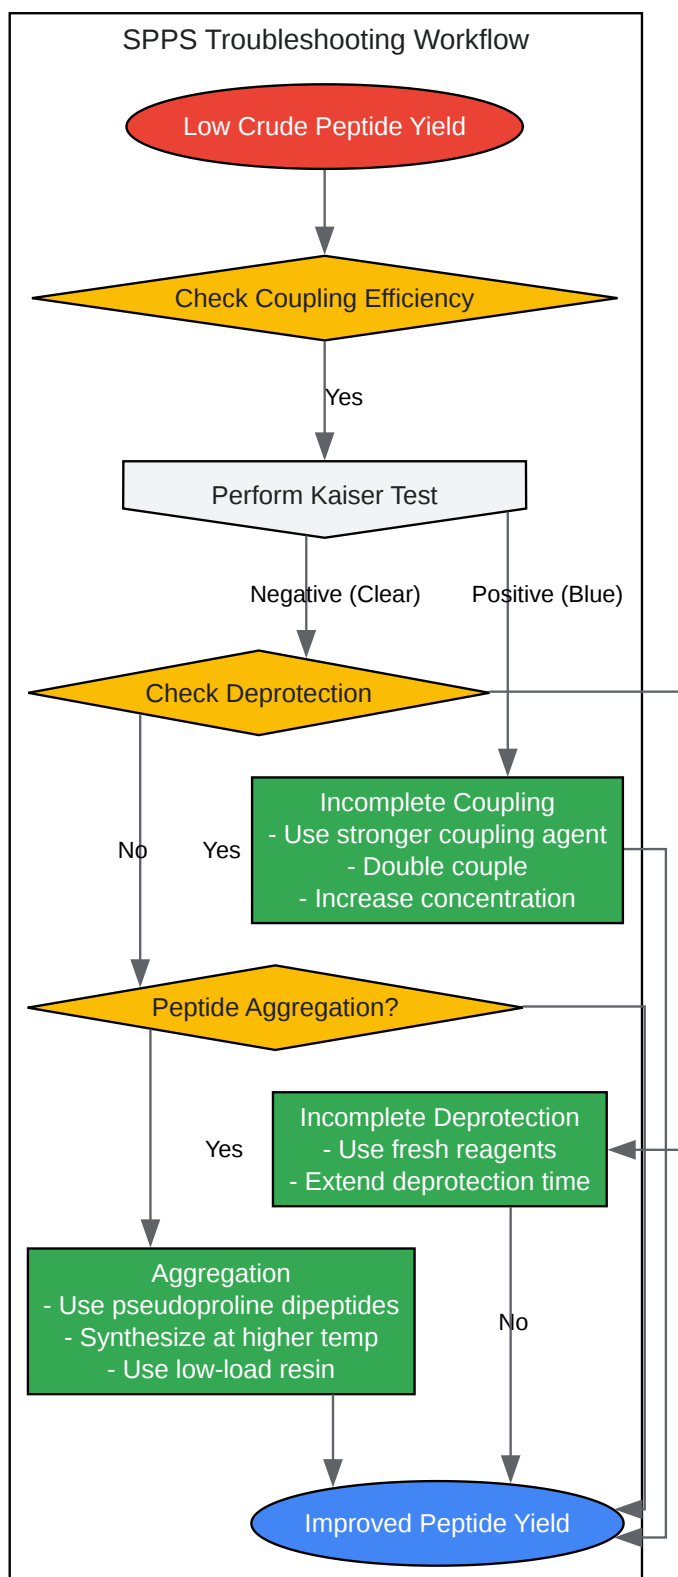 SPPS Troubleshooting Workflow
Low Crude Peptide Yield
Check Coupling Efficiency
Yes
Perform Kaiser Test
Negative (Clear)
Positive (Blue)
Check Deprotection
Incomplete Coupling
- Use stronger coupling agent
- Double couple
- Increase concentration
No
Yes
Peptide Aggregation?
Incomplete Deprotection
- Use fresh reagents
- Extend deprotection time
Yes
Aggregation
- Use pseudoproline dipeptides
- Synthesize at higher temp
- Use low-load resin
No
Improved Peptide Yield